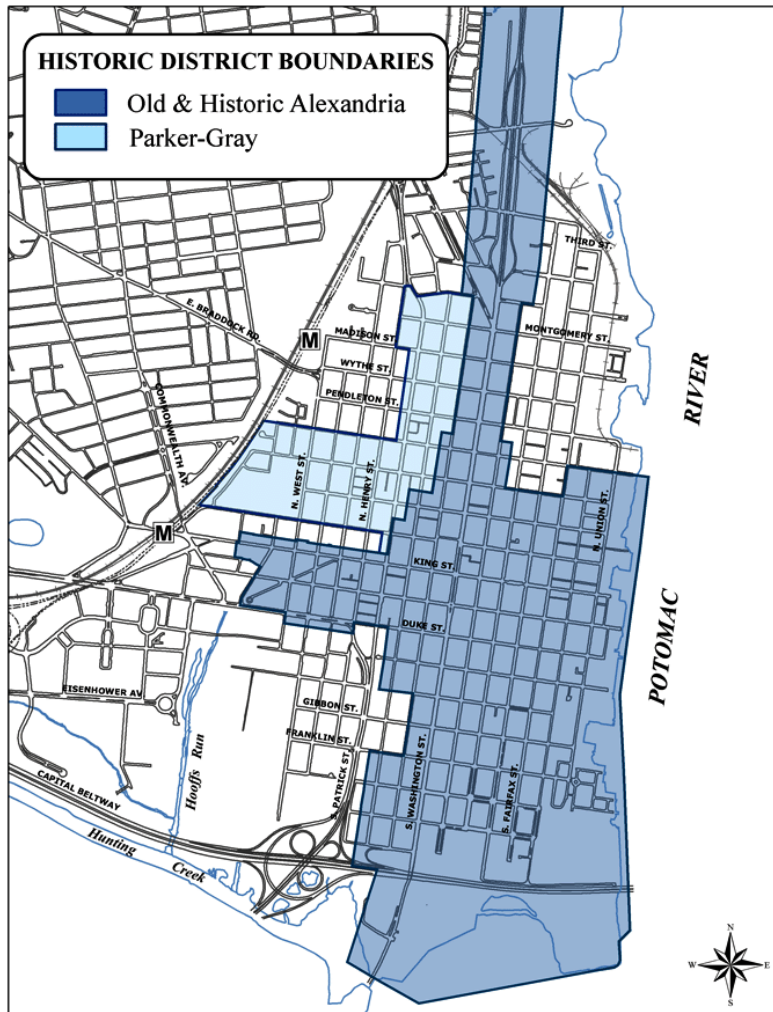 HISTORIC DISTRICT BOUNDARIES
Old & Historic Alexandria
Parker-Gray
THIRD ST.
E. BRADDOCK RD.
MADISON ST.
MONTGOMERY ST.
M
WYTHE ST.
PENDLETON ST.
COMMONWEALTH AV.
RIVER
N. WEST ST.
N. HENRY ST.
N. UNION ST.
M
KING ST.
DUKE ST.
POTOMAC
EISENHOWER AV
GIBBON ST.
FRANKLIN ST.
Hooffs Run
S. PATRICK ST.
S. WASHINGTON ST.
S. FAIRFAX ST.
CAPITAL BELTWAY
Hunting
Creek
N
W
E
S